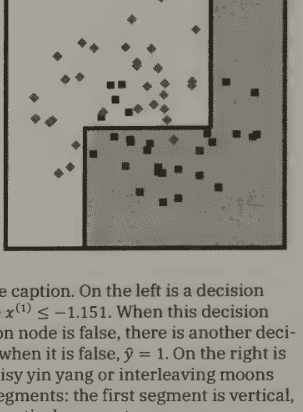 e caption. On the left is a decision
x⁽¹⁾ ≤ −1.151. When this decision
on node is false, there is another deci-
when it is false, ŷ = 1. On the right is
isy yin yang or interleaving moons
egments: the first segment is vertical,